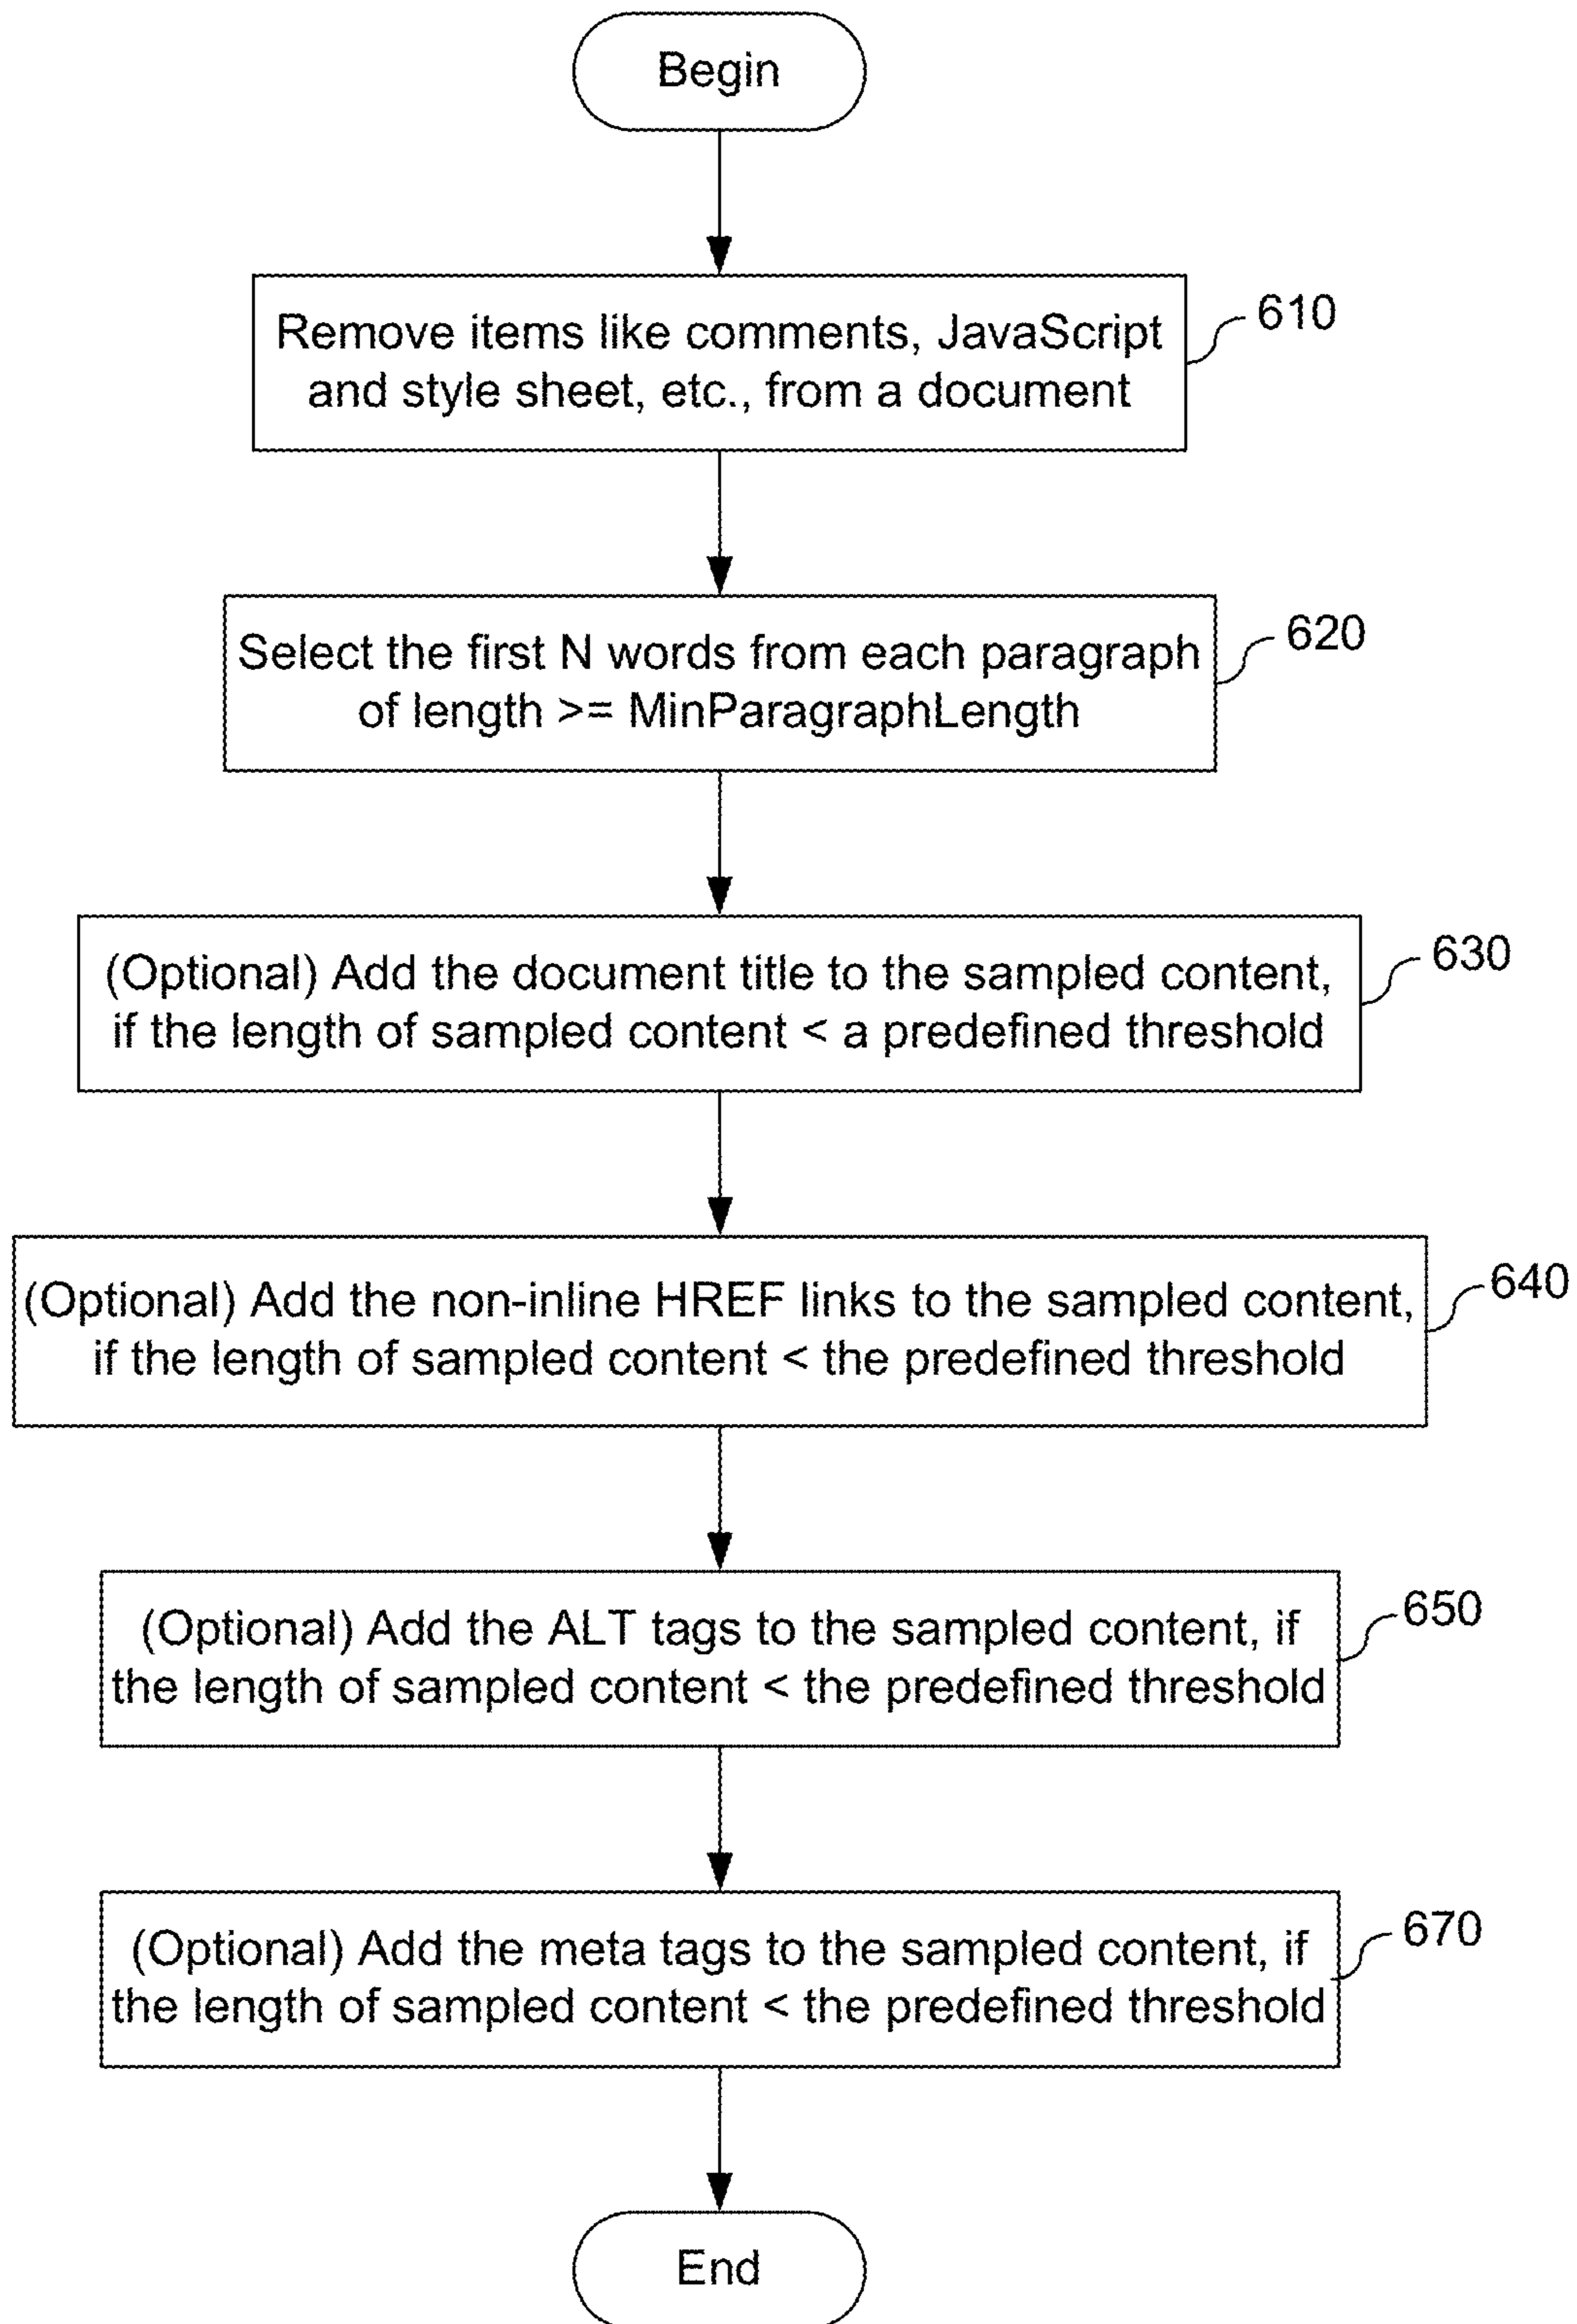 Begin
Remove items like comments, JavaScript
and style sheet, etc., from a document
610
Select the first N words from each paragraph
of length >= MinParagraphLength
620
(Optional) Add the document title to the sampled content,
if the length of sampled content < a predefined threshold
630
(Optional) Add the non-inline HREF links to the sampled content,
if the length of sampled content < the predefined threshold
640
(Optional) Add the ALT tags to the sampled content, if
the length of sampled content < the predefined threshold
650
(Optional) Add the meta tags to the sampled content, if
the length of sampled content < the predefined threshold
670
End